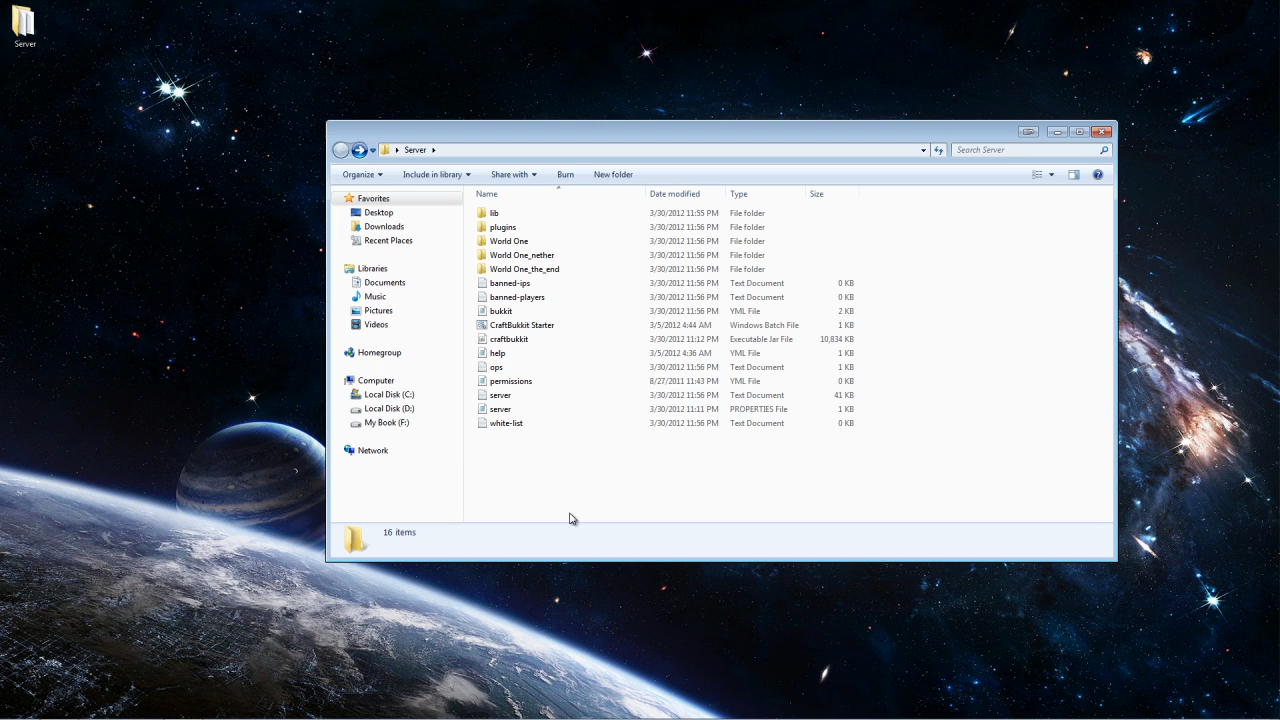 Server
Server
Search Server
Organize Include in library Share with Burn New folder
Favorites
Desktop
Downloads
Recent Places
Libraries
Documents
Music
Pictures
Videos
Homegroup
Computer
Local Disk (C:)
Local Disk (D:)
My Book (F:)
Network
Name Date modified Type Size
lib 3/30/2012 11:55 PM File folder
plugins 3/30/2012 11:56 PM File folder
World One 3/30/2012 11:56 PM File folder
World One_nether 3/30/2012 11:56 PM File folder
World One_the_end 3/30/2012 11:56 PM File folder
banned-ips 3/30/2012 11:56 PM Text Document 0 KB
banned-players 3/30/2012 11:56 PM Text Document 0 KB
bukkit 3/30/2012 11:56 PM YML File 2 KB
CraftBukkit Starter 3/5/2012 4:44 AM Windows Batch File 1 KB
craftbukkit 3/30/2012 11:12 PM Executable Jar File 10,834 KB
help 3/5/2012 4:36 AM YML File 1 KB
ops 3/30/2012 11:56 PM Text Document 1 KB
permissions 8/27/2011 11:43 PM YML File 0 KB
server 3/30/2012 11:56 PM Text Document 41 KB
server 3/30/2012 11:11 PM PROPERTIES File 1 KB
white-list 3/30/2012 11:56 PM Text Document 0 KB
16 items